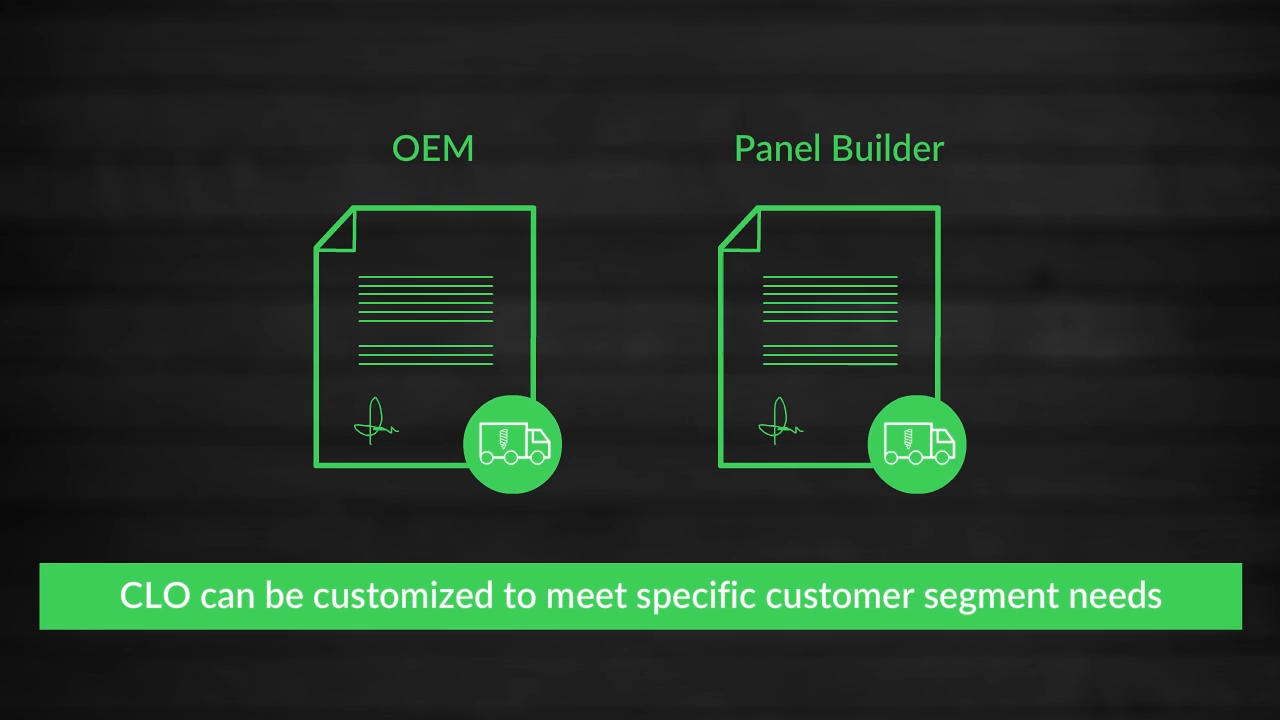 OEM
Panel Builder
CLO can be customized to meet specific customer segment needs